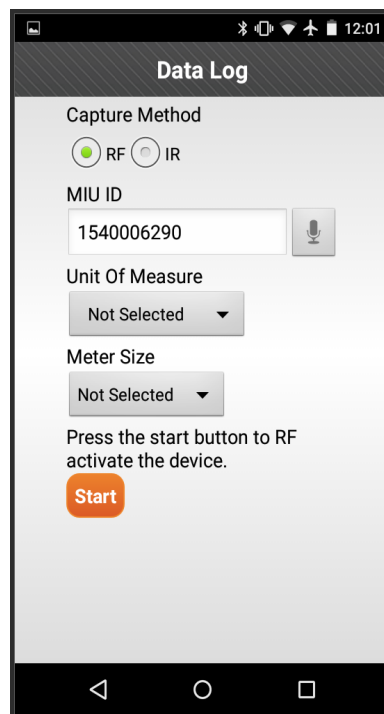 12:01
Data Log
Capture Method
RF IR
MIU ID
1540006290
Unit Of Measure
Not Selected
Meter Size
Not Selected
Press the start button to RF
activate the device.
Start